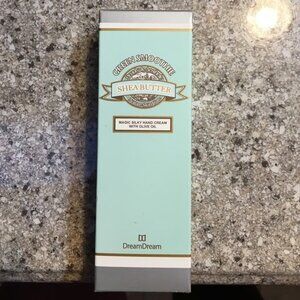 GREEN SMOOTHIE
SHEA BUTTER
MAGIC SILKY HAND CREAM
WITH OLIVE OIL
DreamDream